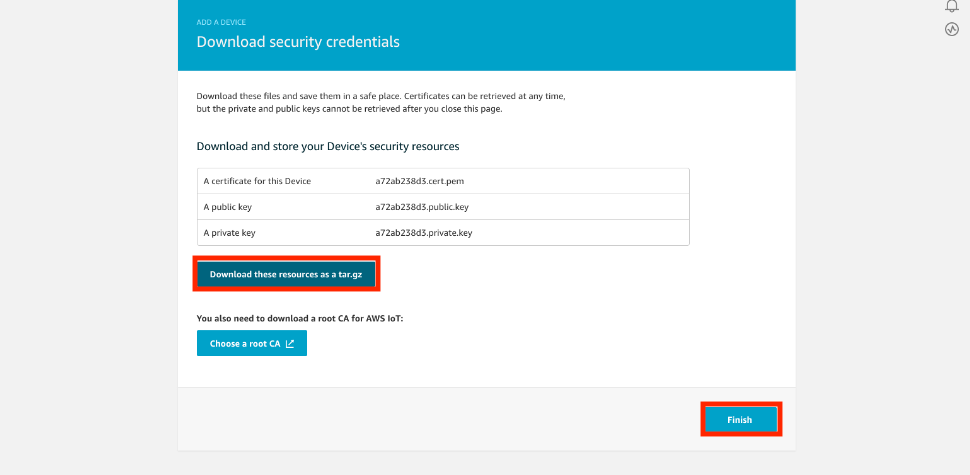 ADD A DEVICE
Download security credentials
Download these files and save them in a safe place. Certificates can be retrieved at any time,
but the private and public keys cannot be retrieved after you close this page.
Download and store your Device's security resources
A certificate for this Device a72ab238d3.cert.pem
A public key a72ab238d3.public.key
A private key a72ab238d3.private.key
Download these resources as a tar.gz
You also need to download a root CA for AWS IoT:
Choose a root CA
Finish